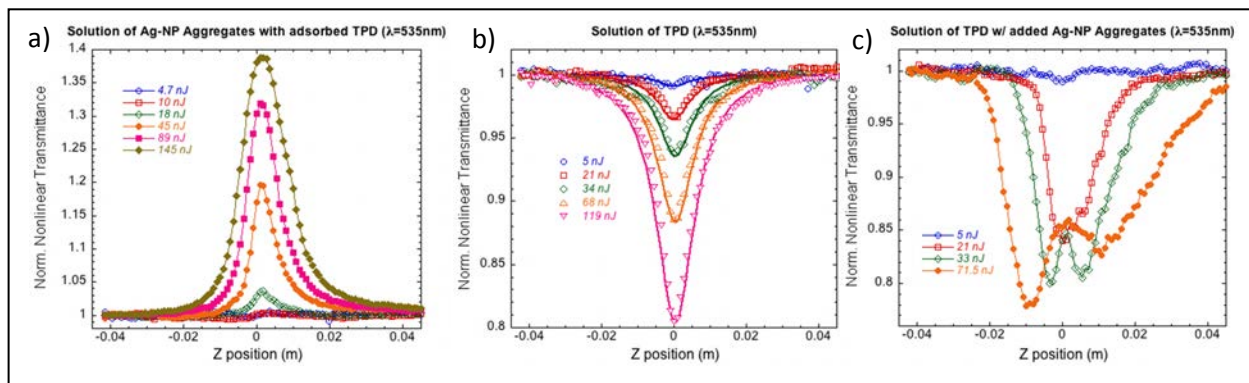 a)
Solution of Ag-NP Aggregates with adsorbed TPD (λ=535nm)
1.4
1.35
1.3
1.25
1.2
1.15
1.1
1.05
1
Norm. Nonlinear Transmittance
4.7 nJ
10 nJ
18 nJ
45 nJ
89 nJ
145 nJ
-0.04 -0.02 0 0.02 0.04
Z position (m)
b)
Solution of TPD (λ=535nm)
1
0.95
0.9
0.85
0.8
Norm. Nonlinear Transmittance
5 nJ
21 nJ
34 nJ
68 nJ
119 nJ
-0.04 -0.02 0 0.02 0.04
Z position (m)
c)
Solution of TPD w/ added Ag-NP Aggregates (λ=535nm)
1
0.95
0.9
0.85
0.8
Norm. Nonlinear Transmittance
5 nJ
21 nJ
33 nJ
71.5 nJ
-0.04 -0.02 0 0.02 0.04
Z position (m)